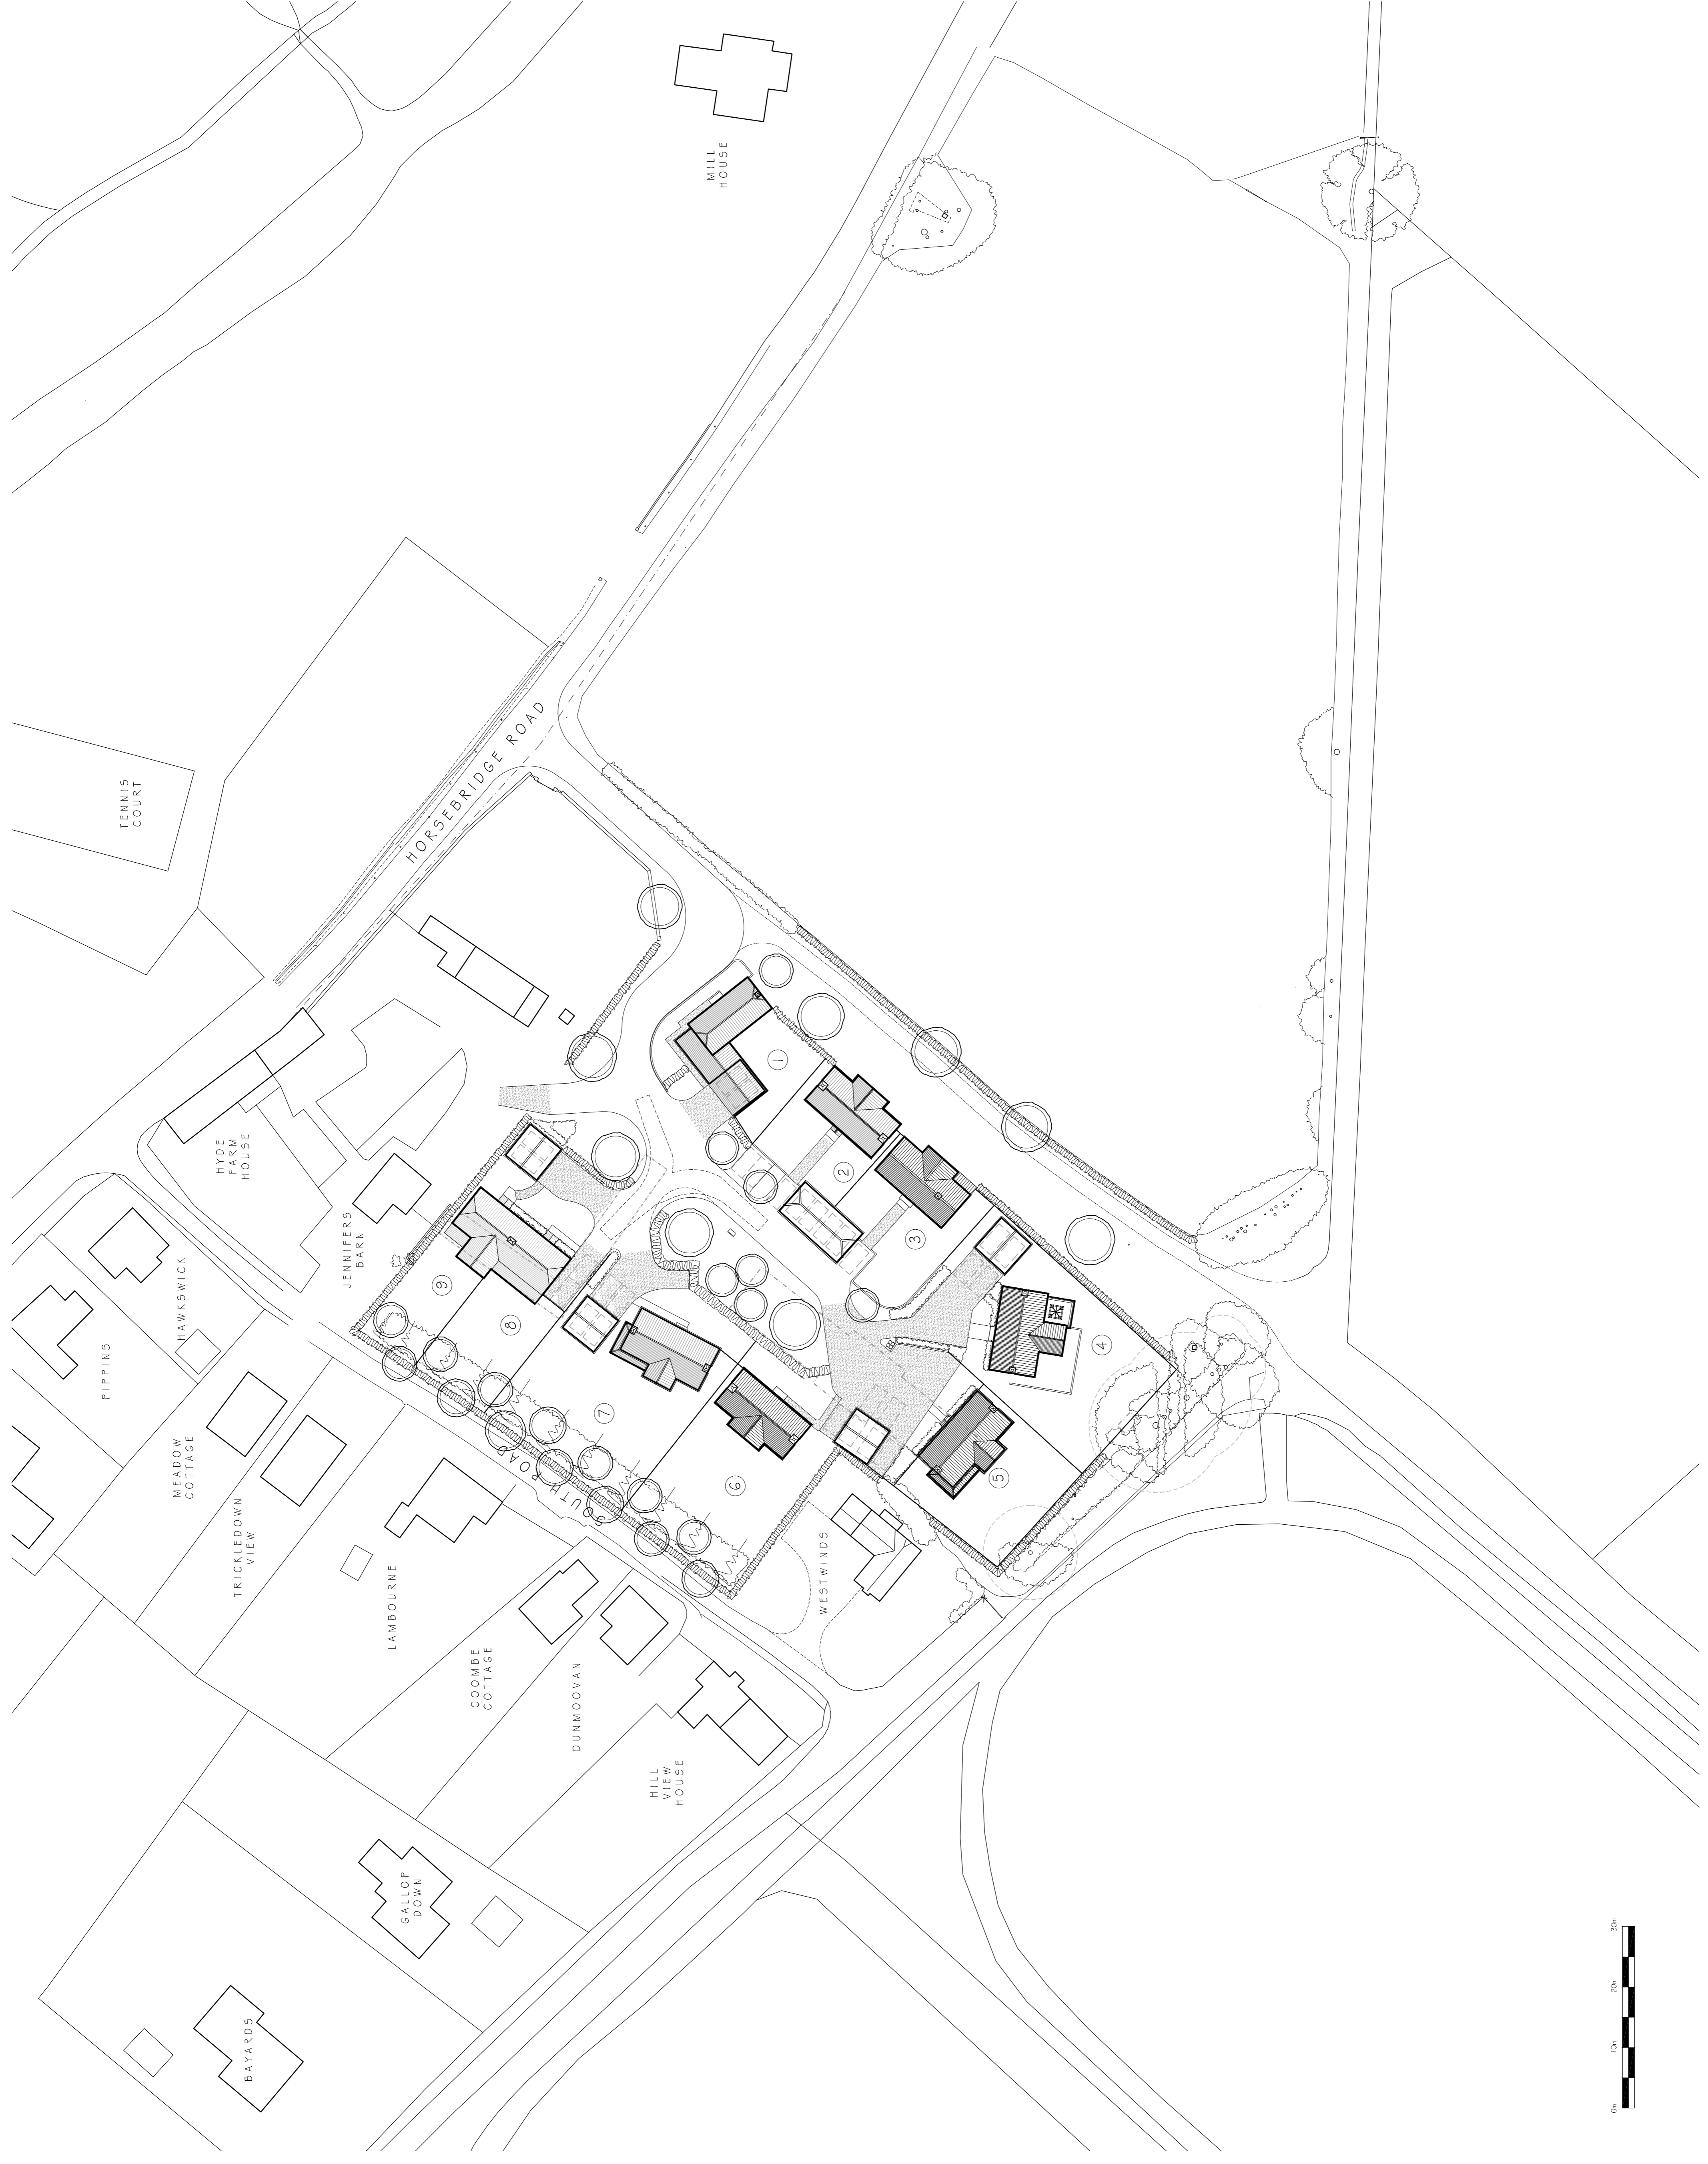 MILL
HOUSE
TENNIS
COURT
HORSEBRIDGE ROAD
HYDE
FARM
HOUSE
JENNIFERS
BARN
HAWKSWICK
PIPPINS
MEADOW
COTTAGE
TRICKLEDOWN
VIEW
LAMBOURNE
COOMBE
COTTAGE
DUNMOOVAN
HILL
VIEW
HOUSE
GALLOP
DOWN
BAYARDS
WESTWINDS
SOUTH ROAD
1
2
3
4
5
6
7
8
9
0m
10m
20m
30m